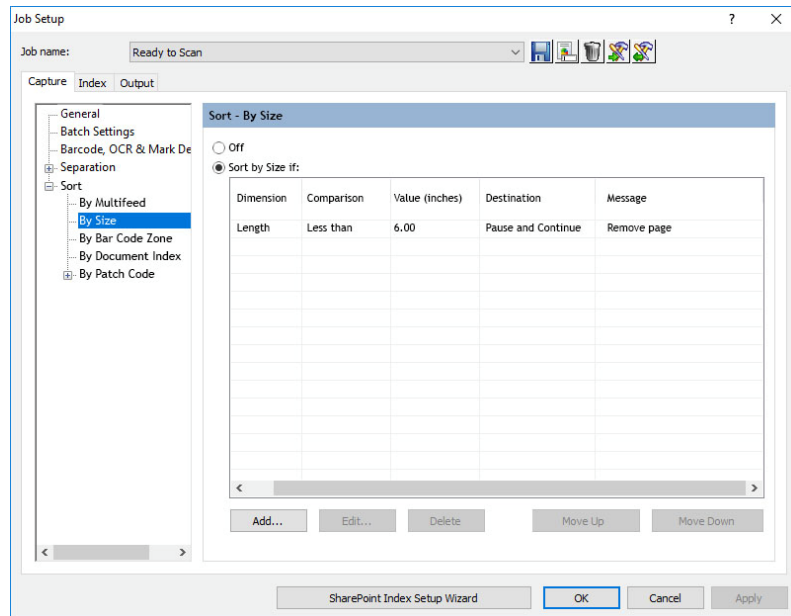 Job Setup
?
Job name:
Ready to Scan
Capture
Index
Output
General
Batch Settings
Barcode, OCR & Mark De
Separation
Sort
By Multifeed
By Size
By Bar Code Zone
By Document Index
By Patch Code
Sort - By Size
Off
Sort by Size if:
Dimension Comparison Value (inches) Destination Message
Length Less than 6.00 Pause and Continue Remove page
Add... Edit... Delete Move Up Move Down
SharePoint Index Setup Wizard OK Cancel Apply